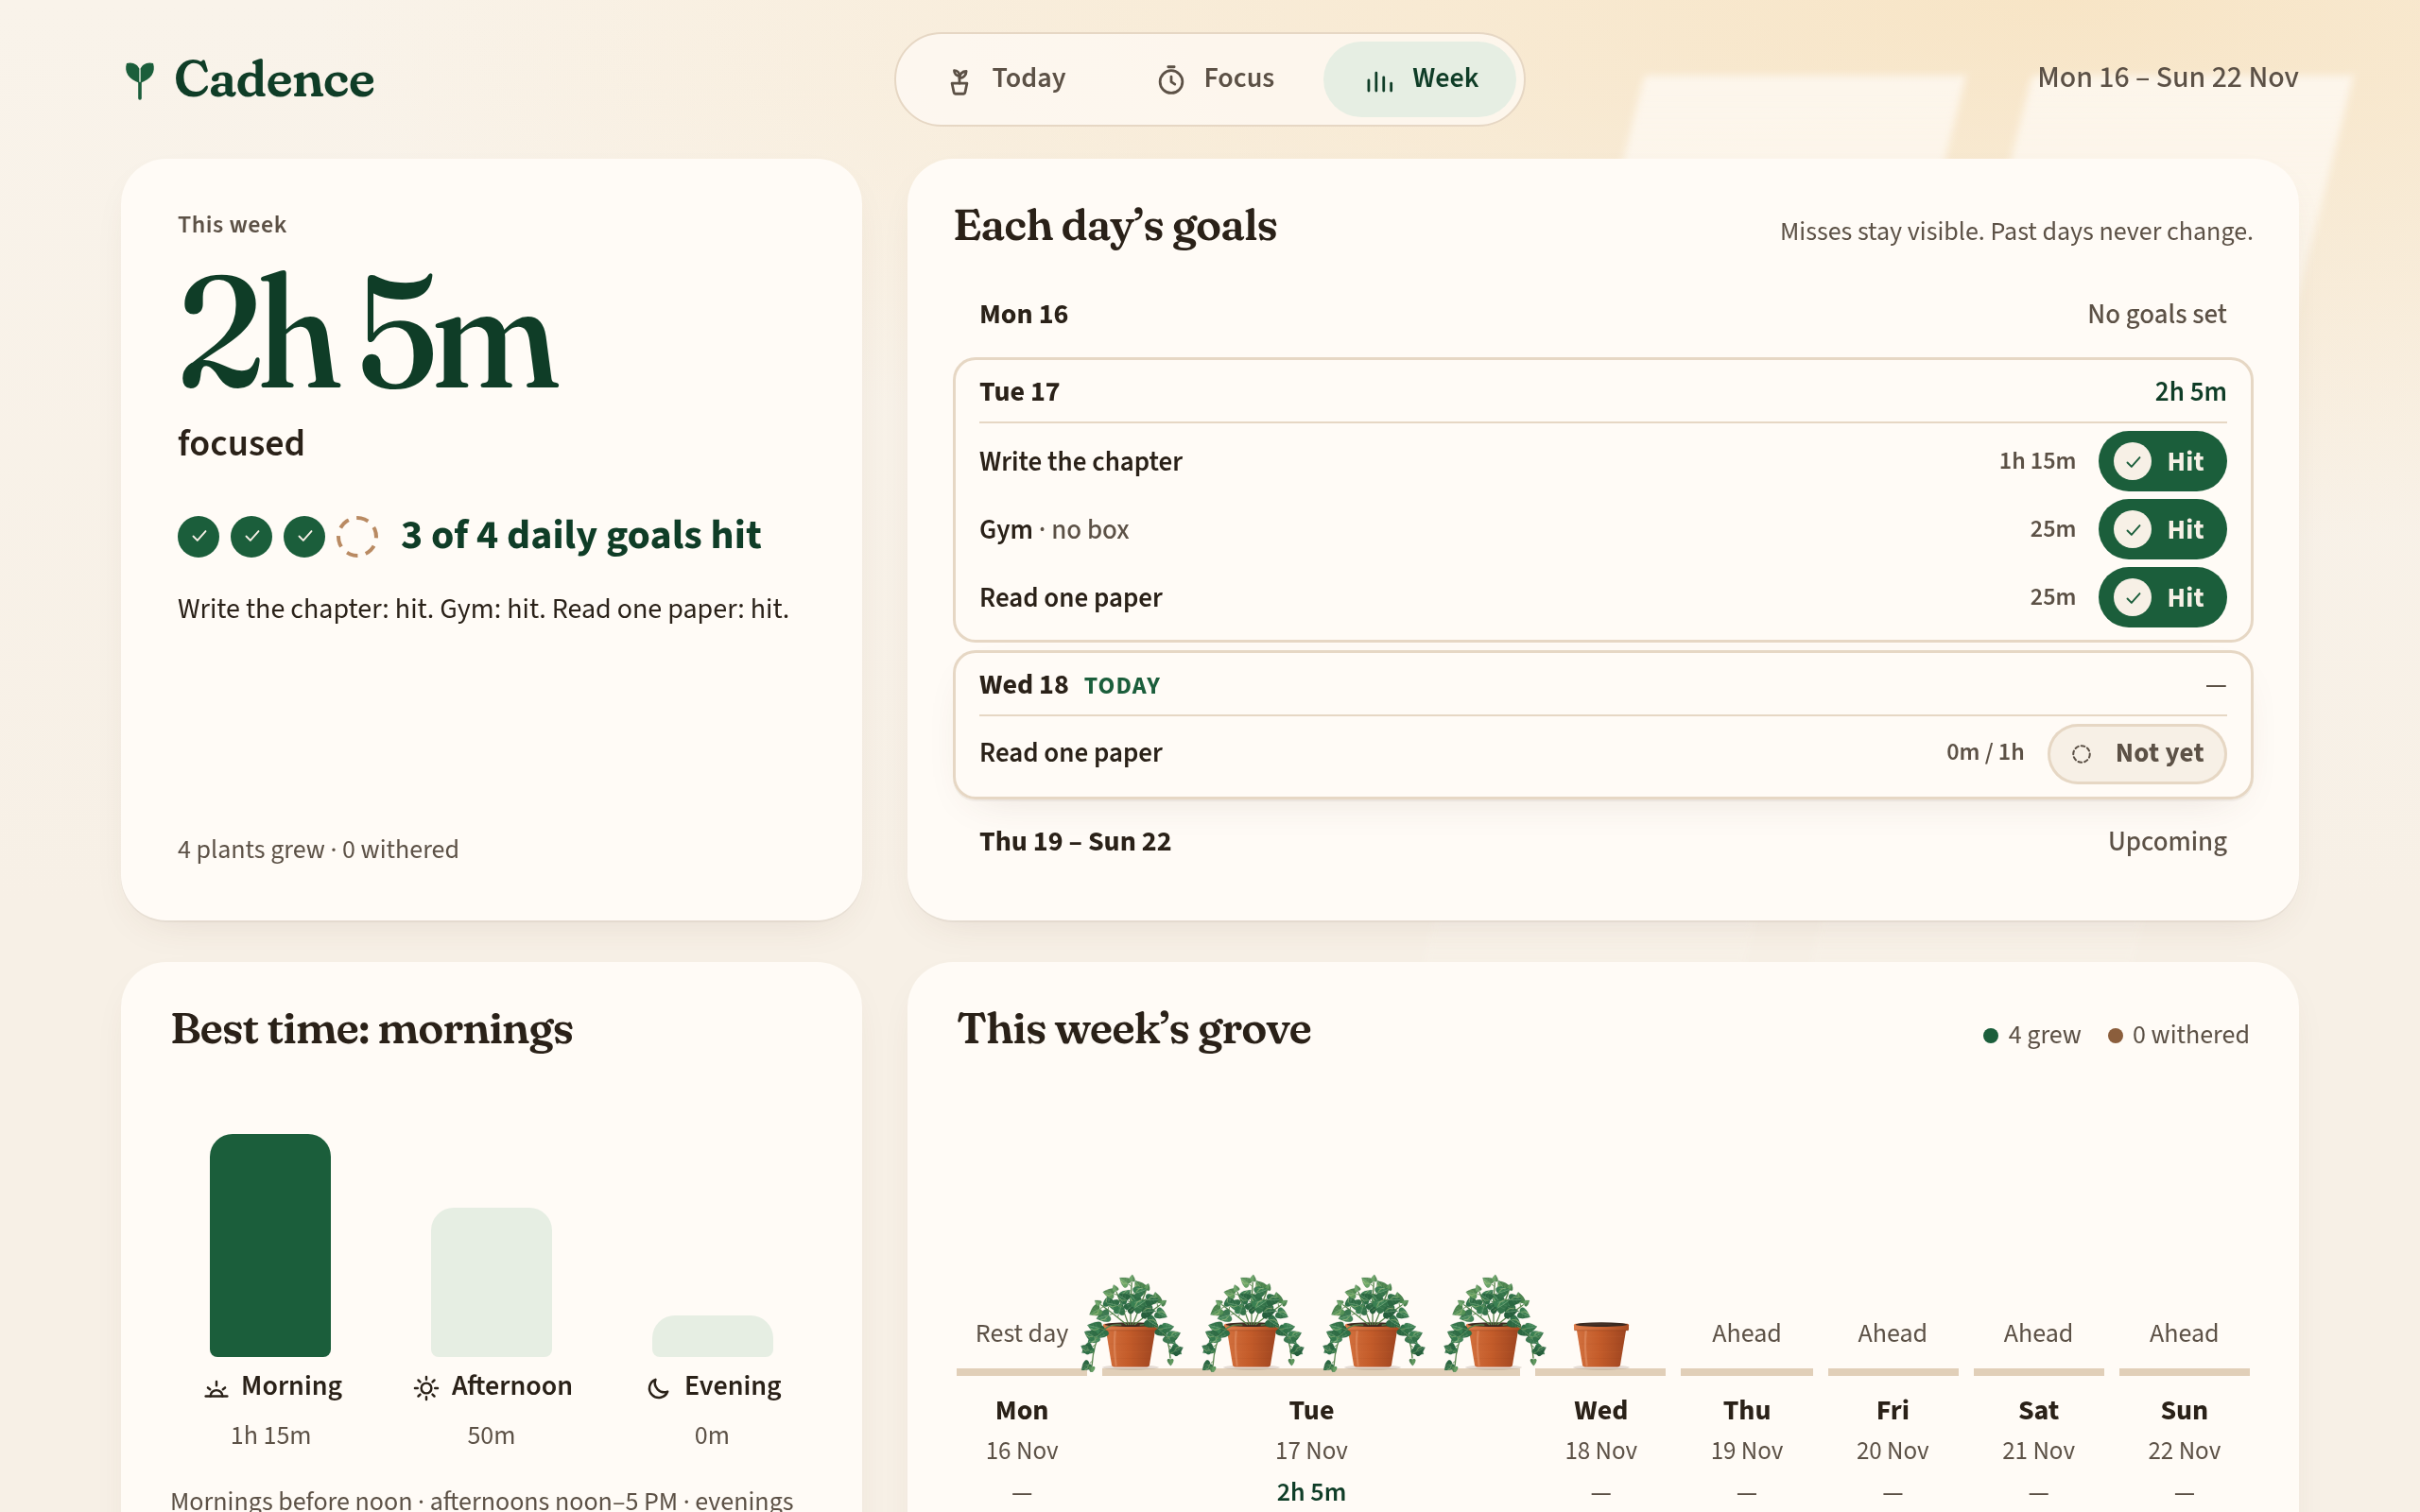 Cadence
Today
Focus
Week
Mon 16 – Sun 22 Nov
This week
2h 5m
focused
3 of 4 daily goals hit
Write the chapter: hit. Gym: hit. Read one paper: hit.
4 plants grew · 0 withered
Each day’s goals
Misses stay visible. Past days never change.
Mon 16
No goals set
Tue 17
2h 5m
Write the chapter
1h 15m
Hit
Gym · no box
25m
Hit
Read one paper
25m
Hit
Wed 18 TODAY
—
Read one paper
0m / 1h
Not yet
Thu 19 – Sun 22
Upcoming
Best time: mornings
Morning
1h 15m
Afternoon
50m
Evening
0m
Mornings before noon · afternoons noon–5 PM · evenings
This week’s grove
4 grew
0 withered
Rest day
Ahead
Ahead
Ahead
Ahead
Mon
Tue
Wed
Thu
Fri
Sat
Sun
16 Nov
17 Nov
18 Nov
19 Nov
20 Nov
21 Nov
22 Nov
—
2h 5m
—
—
—
—
—